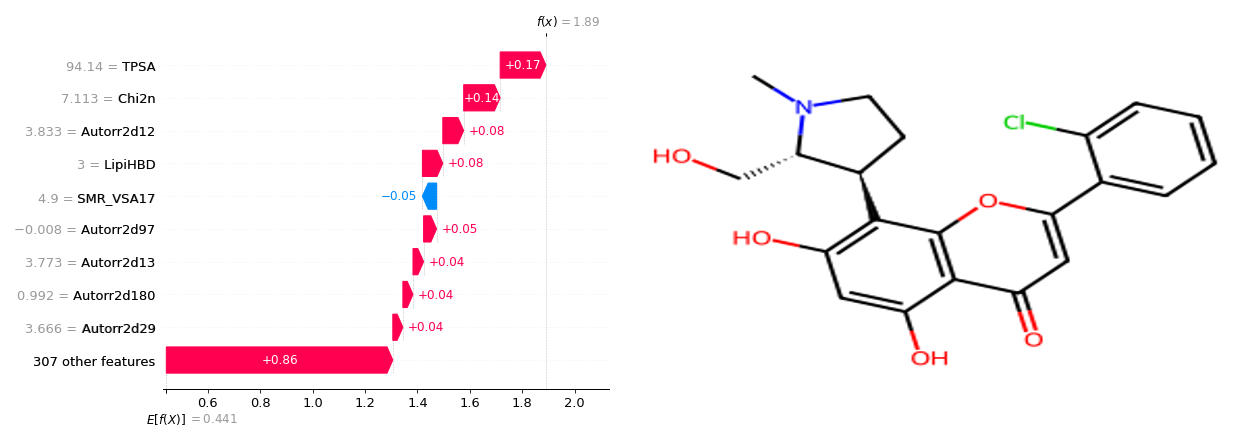 f(x) = 1.89
94.14 = TPSA +0.17
7.113 = Chi2n +0.14
3.833 = Autorr2d12 +0.08
3 = LipiHBD +0.08
4.9 = SMR_VSA17 −0.05
−0.008 = Autorr2d97 +0.05
3.773 = Autorr2d13 +0.04
0.992 = Autorr2d180 +0.04
3.666 = Autorr2d29 +0.04
307 other features +0.86
0.6 0.8 1.0 1.2 1.4 1.6 1.8 2.0
E[f(X)] = 0.441
N
Cl
HO
O
HO
O
OH